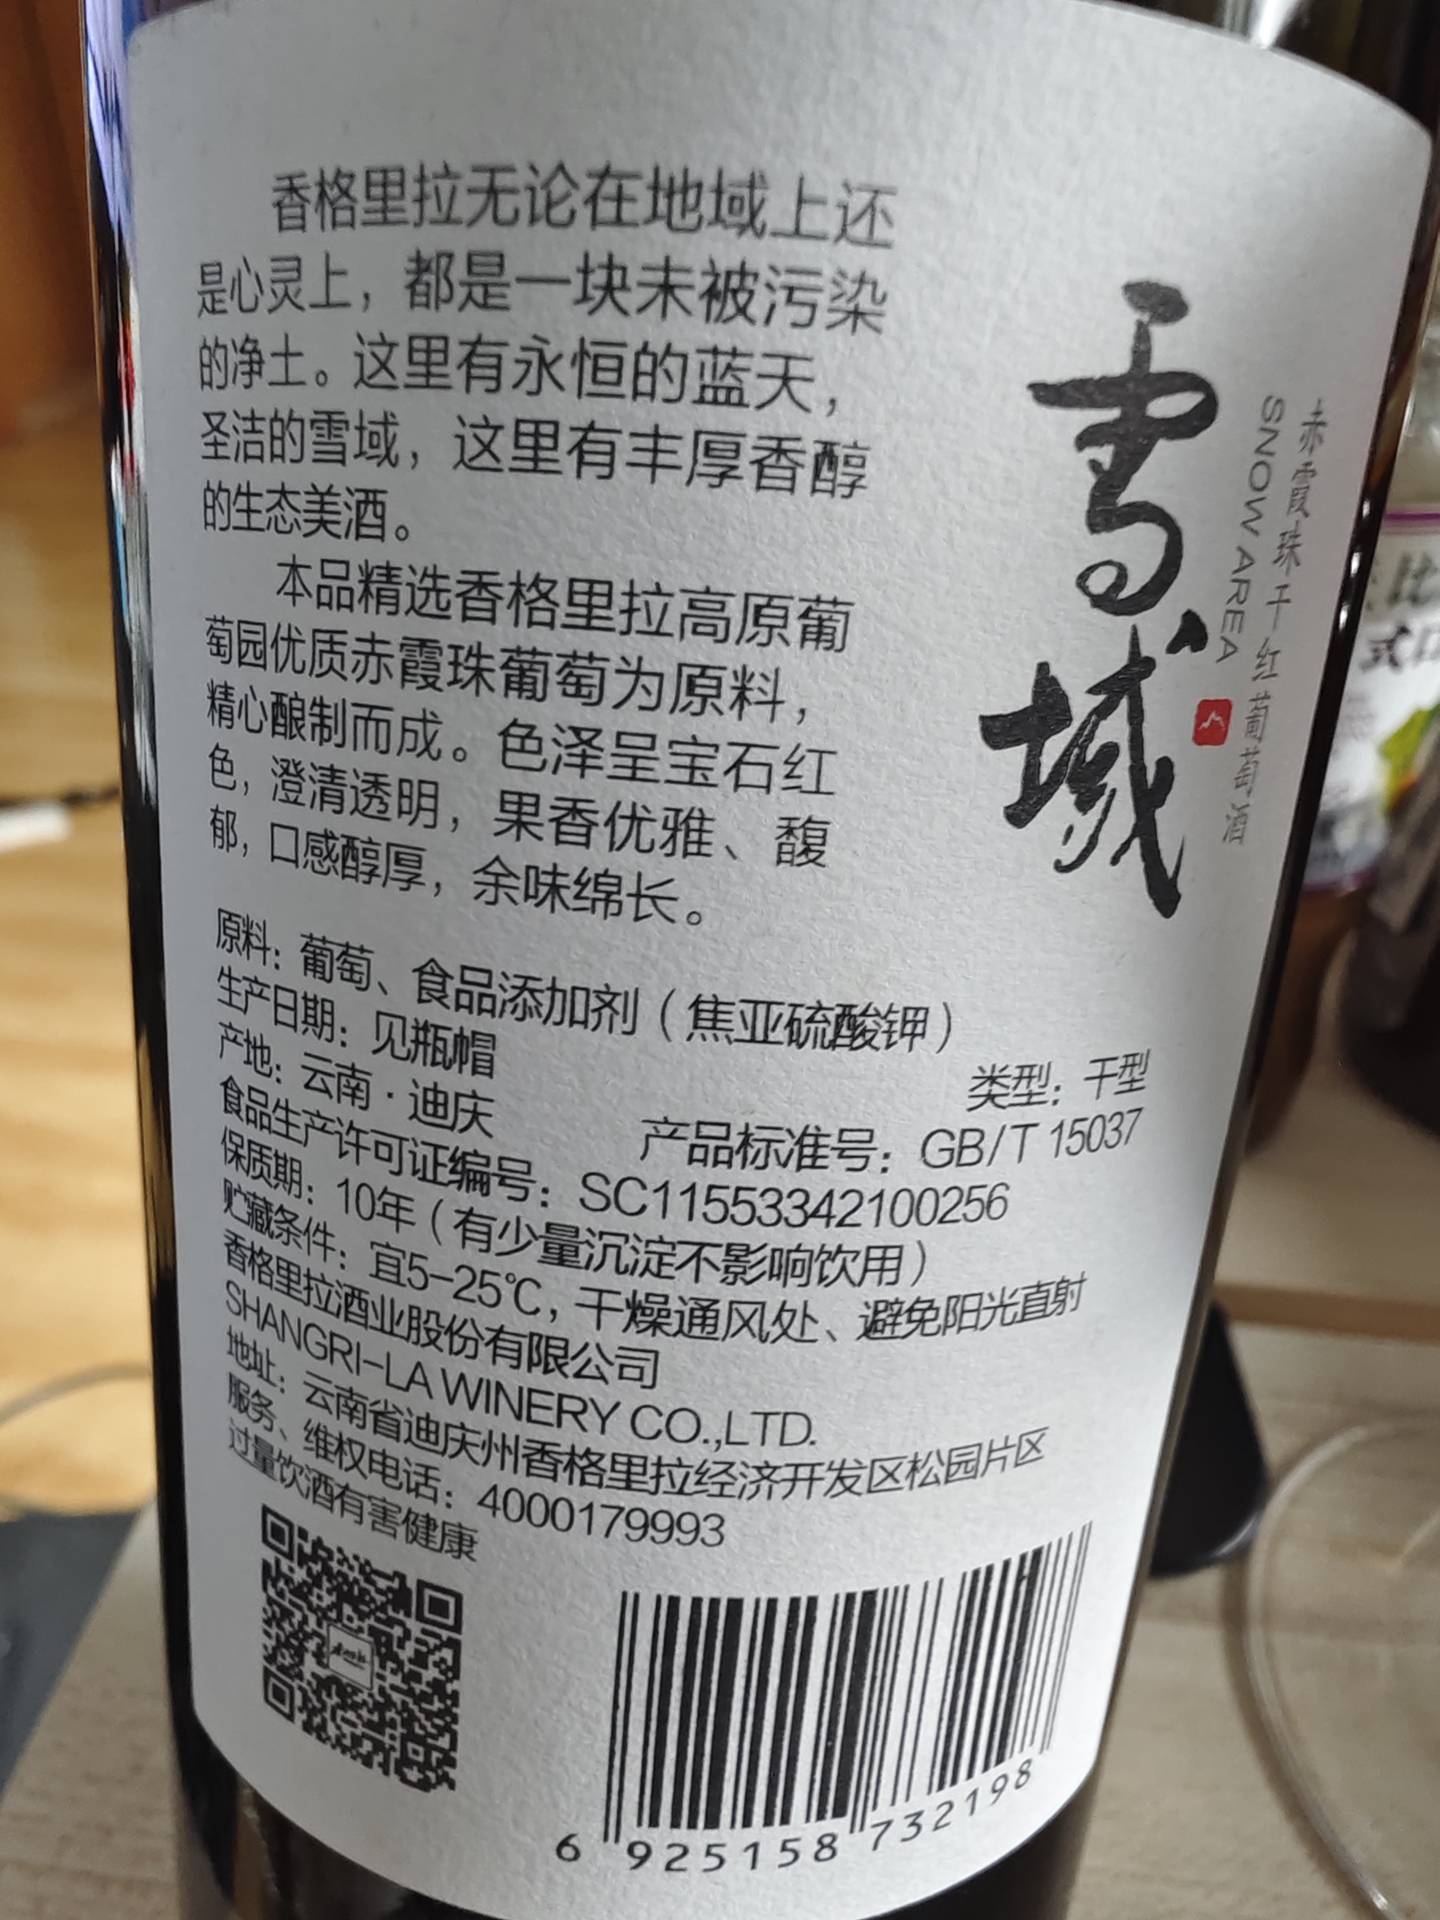 香格里拉无论在地域上还
是心灵上，都是一块未被污染
的净土。这里有永恒的蓝天，
圣洁的雪域，这里有丰厚香醇
的生态美酒。
本品精选香格里拉高原葡
萄园优质赤霞珠葡萄为原料，
精心酿制而成。色泽呈宝石红
色，澄清透明，果香优雅、馥
郁，口感醇厚，余味绵长。
雪域
SNOW AREA
赤霞珠干红葡萄酒
原料：葡萄、食品添加剂（焦亚硫酸钾）
生产日期：见瓶帽
类型：干型
产地：云南·迪庆
产品标准号：GB/T 15037
食品生产许可证编号：SC11553342100256
保质期：10年（有少量沉淀不影响饮用）
贮藏条件：宜5-25℃，干燥通风处、避免阳光直射
香格里拉酒业股份有限公司
SHANGRI-LA WINERY CO.,LTD.
地址：云南省迪庆州香格里拉经济开发区松园片区
服务、维权电话：4000179993
过量饮酒有害健康
6 925158 732198